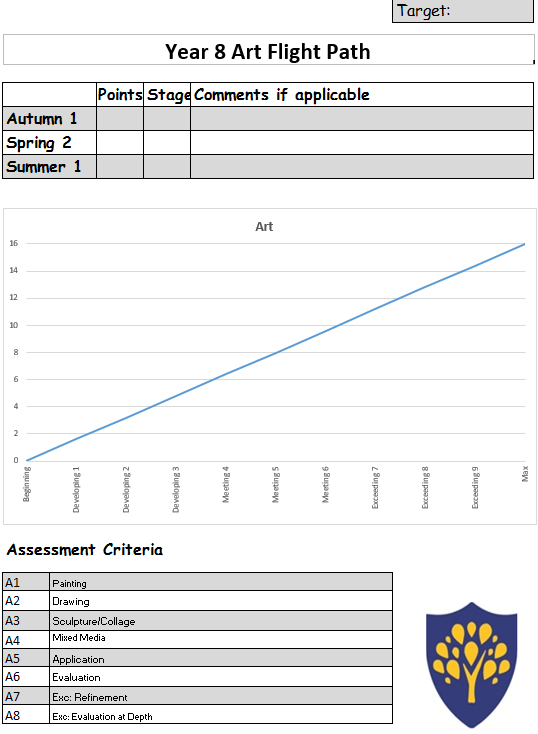 Target:
Year 8 Art Flight Path
Points Stage Comments if applicable
Autumn 1
Spring 2
Summer 1
Art
16
14
12
10
8
6
4
2
0
Beginning Developing 1 Developing 2 Developing 3 Meeting 4 Meeting 5 Meeting 6 Exceeding 7 Exceeding 8 Exceeding 9 Max
Assessment Criteria
A1 Painting
A2 Drawing
A3 Sculpture/Collage
A4 Mixed Media
A5 Application
A6 Evaluation
A7 Exc: Refinement
A8 Exc: Evaluation at Depth